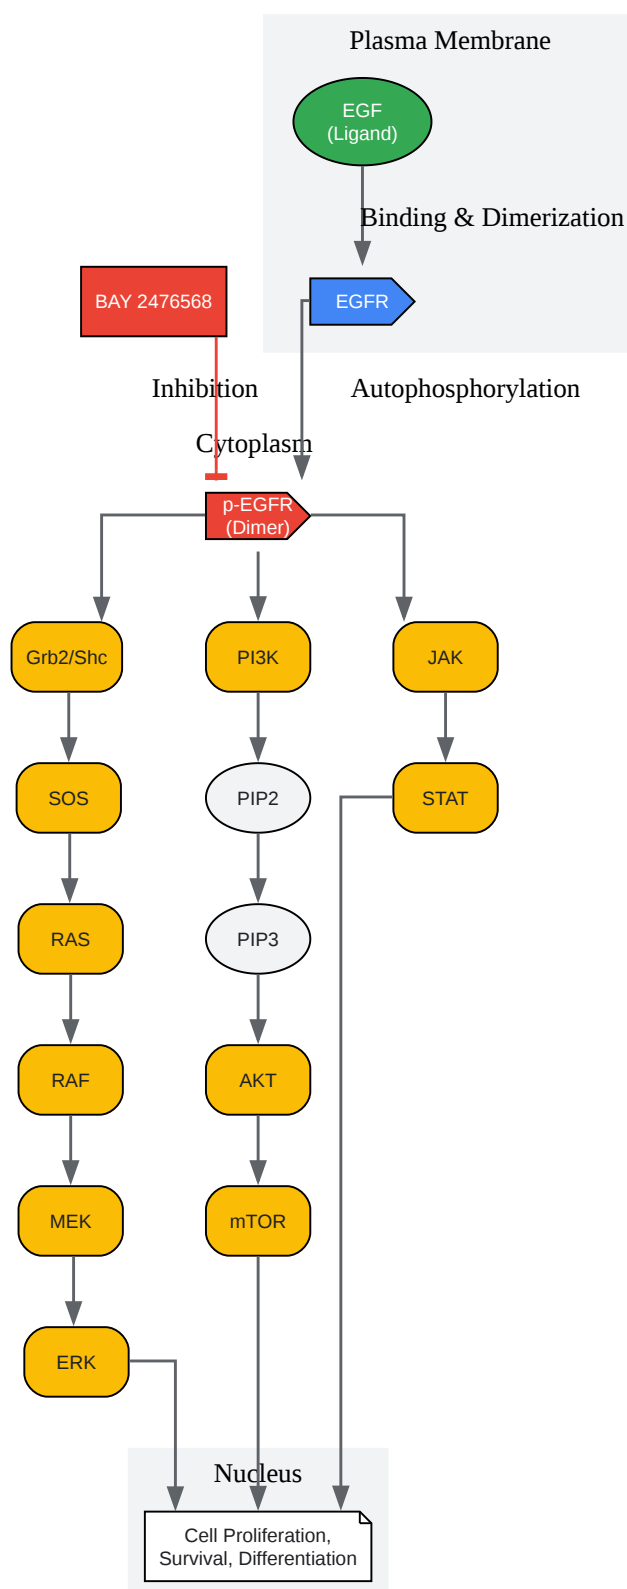 Plasma Membrane
EGF
(Ligand)
Binding & Dimerization
BAY 2476568
EGFR
Inhibition
Autophosphorylation
Cytoplasm
p-EGFR
(Dimer)
Grb2/Shc
PI3K
JAK
SOS
PIP2
STAT
RAS
PIP3
RAF
AKT
MEK
mTOR
ERK
Nucleus
Cell Proliferation,
Survival, Differentiation